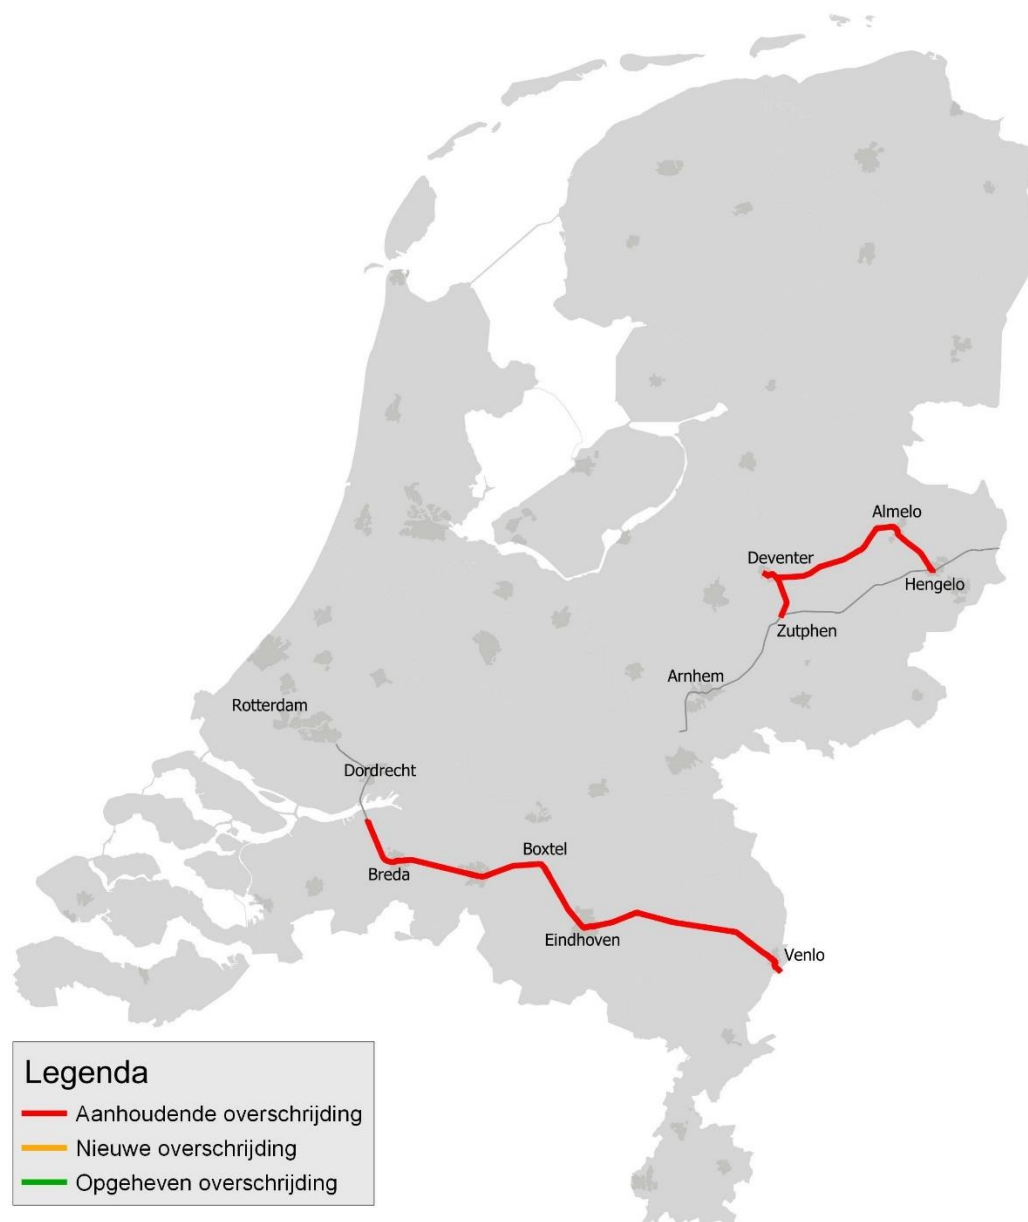 Almelo
Deventer
Hengelo
Zutphen
Arnhem
Rotterdam
Dordrecht
Boxtel
Breda
Eindhoven
Venlo
Legenda
Aanhoudende overschrijding
Nieuwe overschrijding
Opgeheven overschrijding